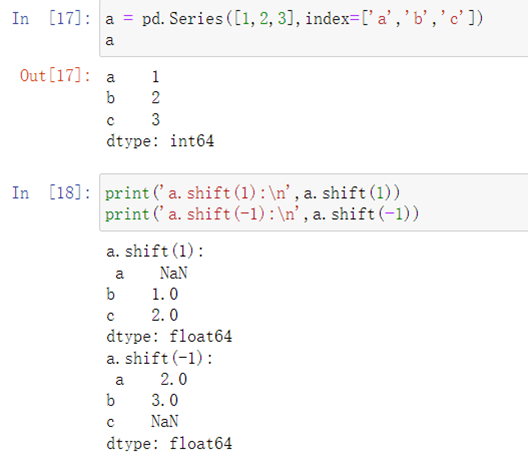 In [17]: a = pd.Series([1,2,3],index=['a','b','c'])
a
Out[17]: a    1
b    2
c    3
dtype: int64
In [18]: print('a.shift(1):\n',a.shift(1))
print('a.shift(-1):\n',a.shift(-1))
a.shift(1):
 a    NaN
b    1.0
c    2.0
dtype: float64
a.shift(-1):
 a    2.0
b    3.0
c    NaN
dtype: float64